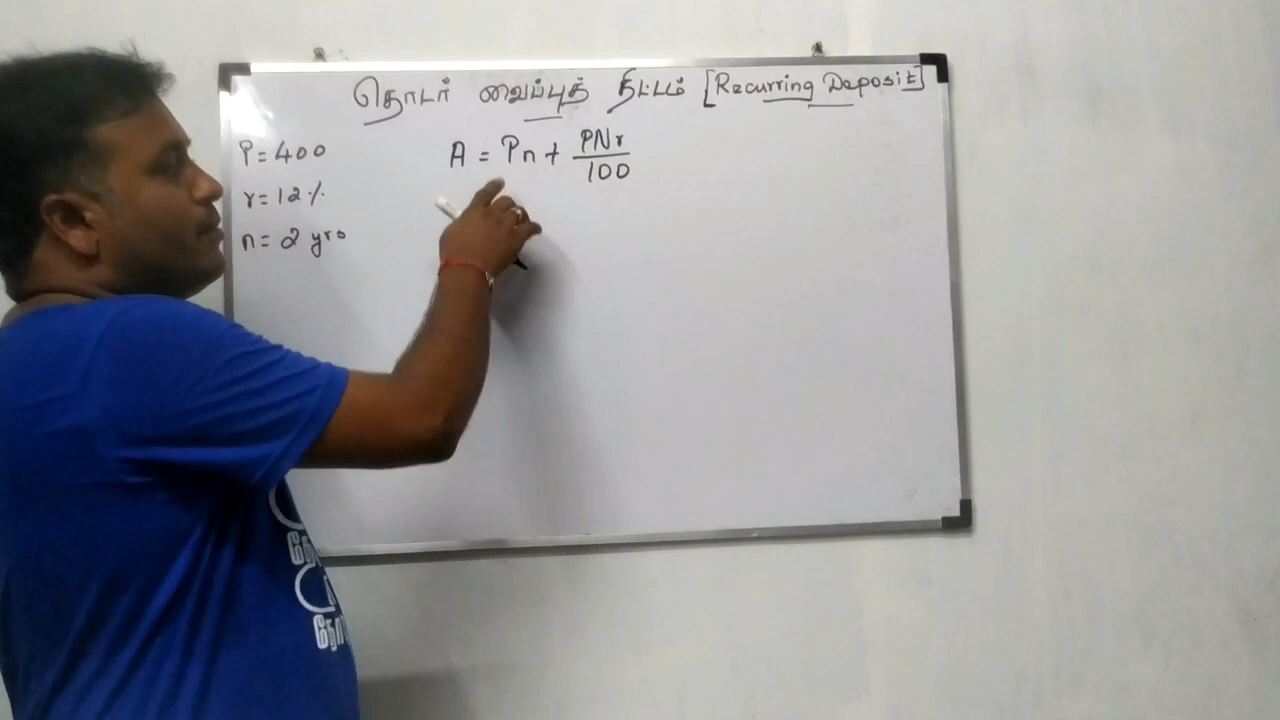 தொடர் வைப்புத் திட்டம் [Recurring Deposit]
P = 400
A = Pn + PNr/100
r = 12%
n = 2 yrs